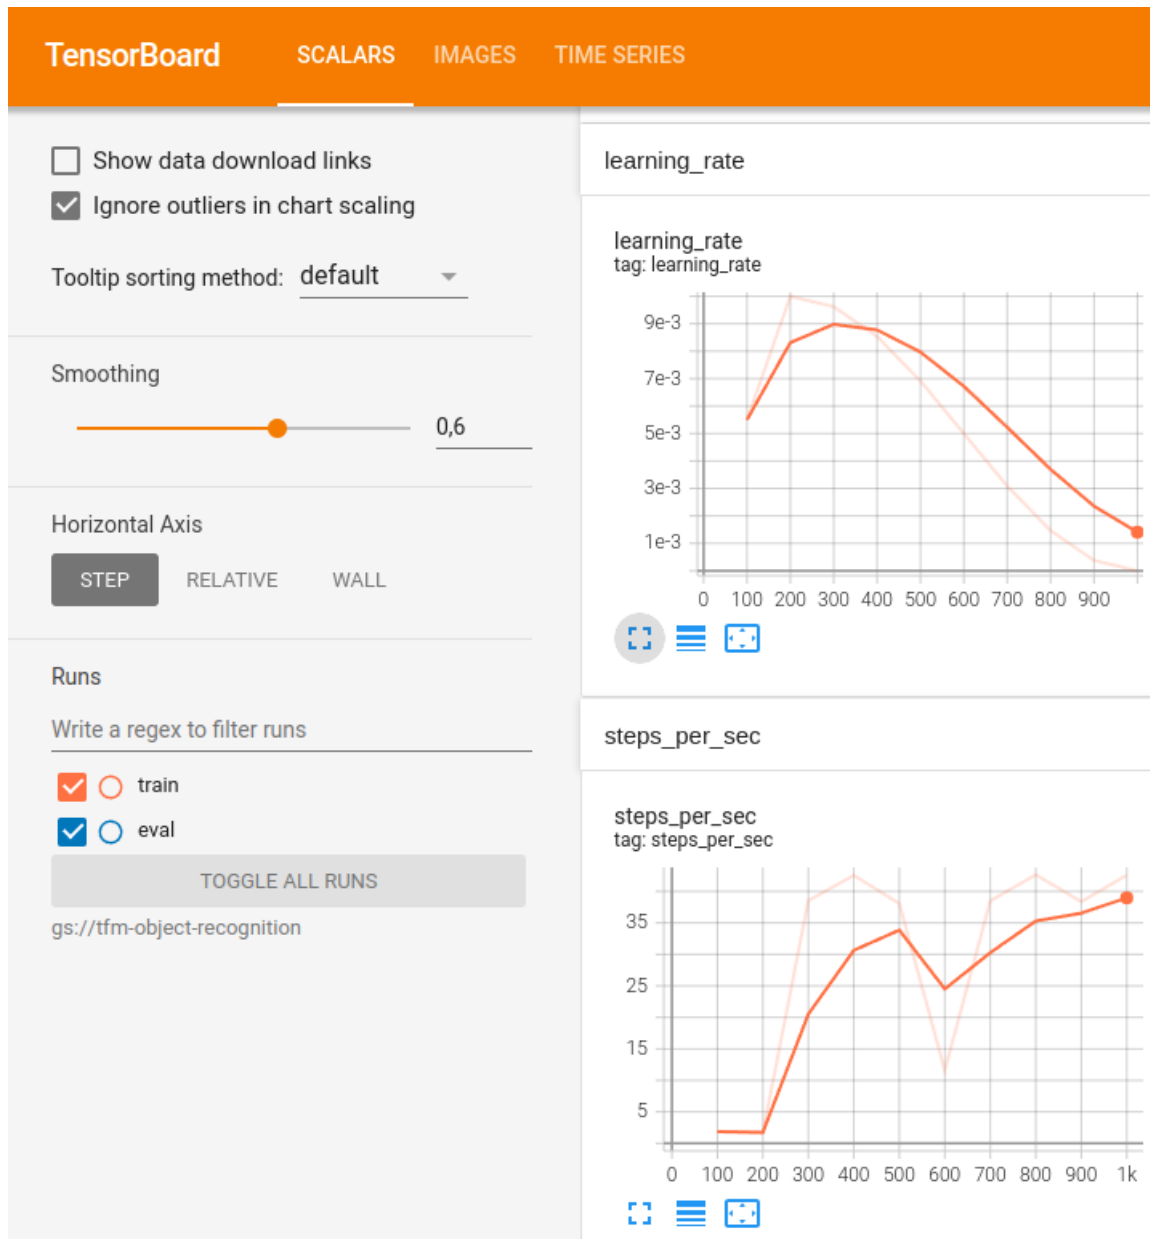 TensorBoard SCALARS IMAGES TIME SERIES
Show data download links
Ignore outliers in chart scaling
Tooltip sorting method: default
Smoothing
0,6
Horizontal Axis
STEP RELATIVE WALL
Runs
Write a regex to filter runs
train
eval
TOGGLE ALL RUNS
gs://tfm-object-recognition
learning_rate
learning_rate
tag: learning_rate
9e-3
7e-3
5e-3
3e-3
1e-3
0 100 200 300 400 500 600 700 800 900
steps_per_sec
steps_per_sec
tag: steps_per_sec
35
25
15
5
0 100 200 300 400 500 600 700 800 900 1k